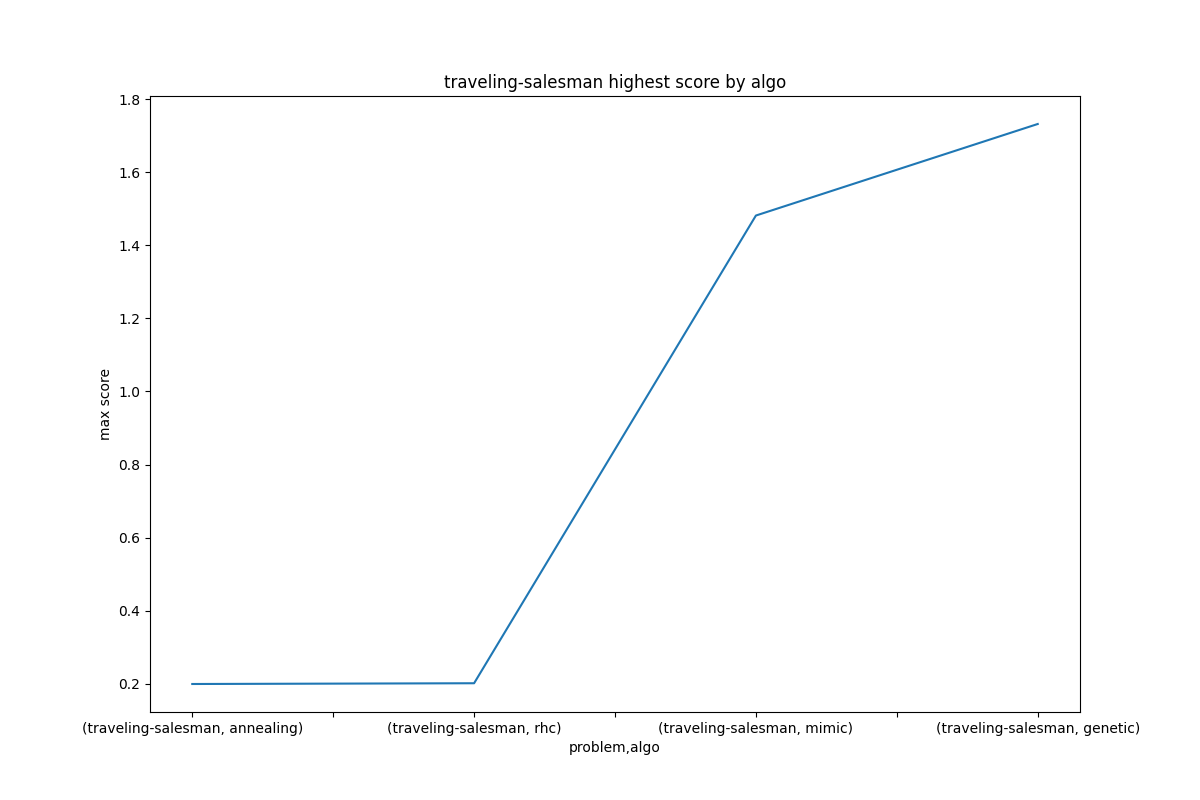 traveling-salesman highest score by algo
1.8
1.6
1.4
1.2
1.0
0.8
0.6
0.4
0.2
max score
(traveling-salesman, annealing)
(traveling-salesman, rhc)
(traveling-salesman, mimic)
(traveling-salesman, genetic)
problem,algo